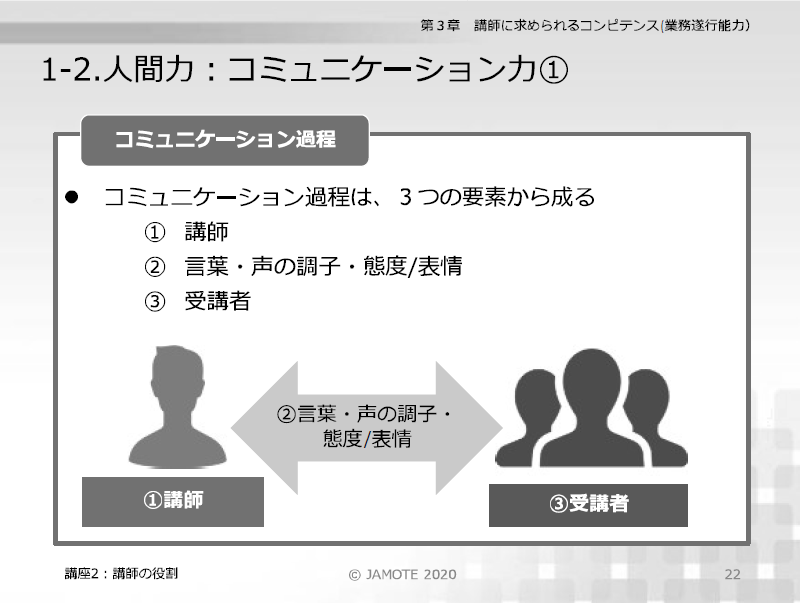 第３章　講師に求められるコンピテンス(業務遂行能力)
1-2.人間力：コミュニケーション力①
コミュニケーション過程
● コミュニケーション過程は、３つの要素から成る
① 講師
② 言葉・声の調子・態度/表情
③ 受講者
②言葉・声の調子・
態度/表情
①講師
③受講者
講座2：講師の役割
© JAMOTE 2020
22